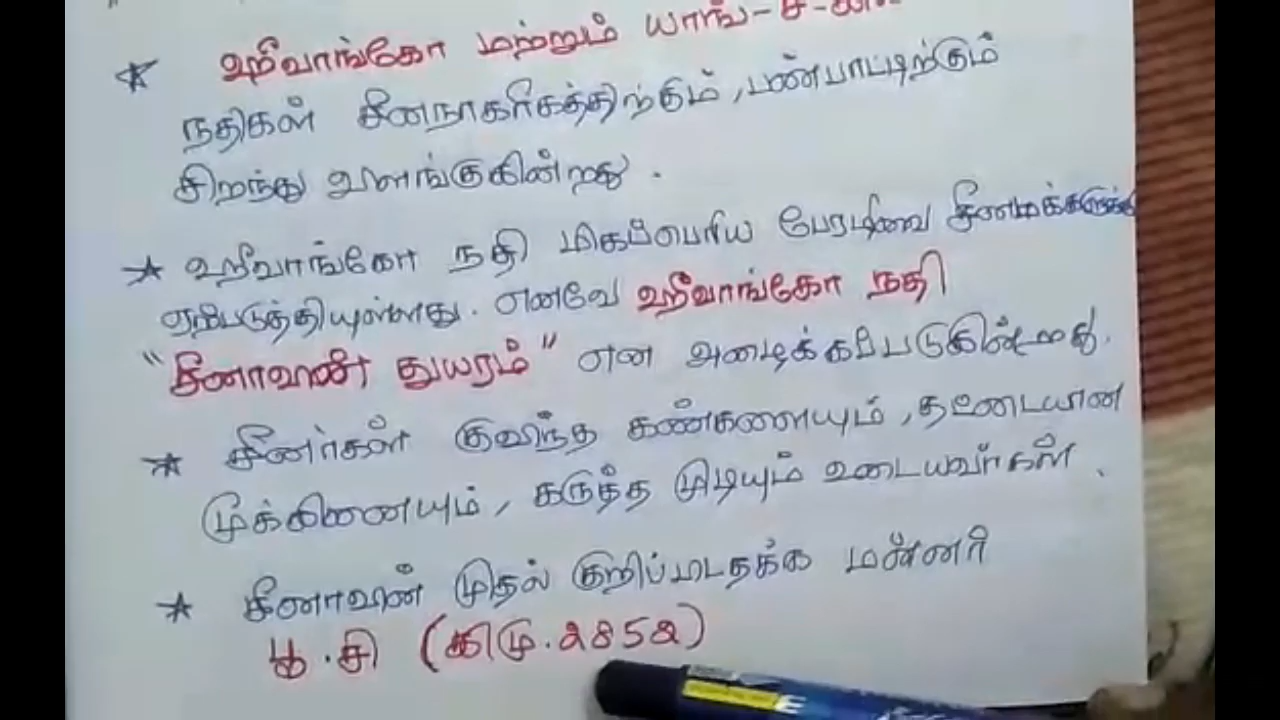 ★ ஹீவாங்கோ மற்றும் யாங்-ச-
நதிகள் சீனநாகரிகத்திற்கும், பண்பாட்டிற்கும்
சிறந்து விளங்குகின்றது.
★ ஹீவாங்கோ நதி மிகப்பெரிய பேரழிவை சீனமக்களுக்கு
ஏற்படுத்தியுள்ளது. எனவே ஹீவாங்கோ நதி
"சீனாவின் துயரம்" என அழைக்கப்படுகின்றது.
★ சீனர்கள் குவிந்த கண்களையும், தட்டையான
மூக்கினையும், கருத்த முடியும் உடையவர்கள்.
★ சீனாவின் முதல் குறிப்பிடதக்க மன்னர்
பூ.சி (கிமு.2852)